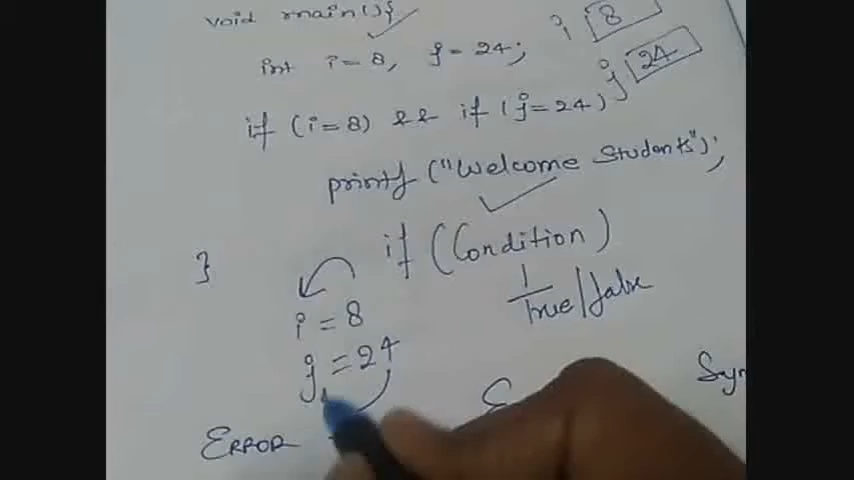 void main(){
int i=8, j=24;
i 8
j 24
if (i=8) && if (j=24)
printf ("Welcome Students");
}
if (Condition)
1
True/false
i = 8
j = 24
ERROR